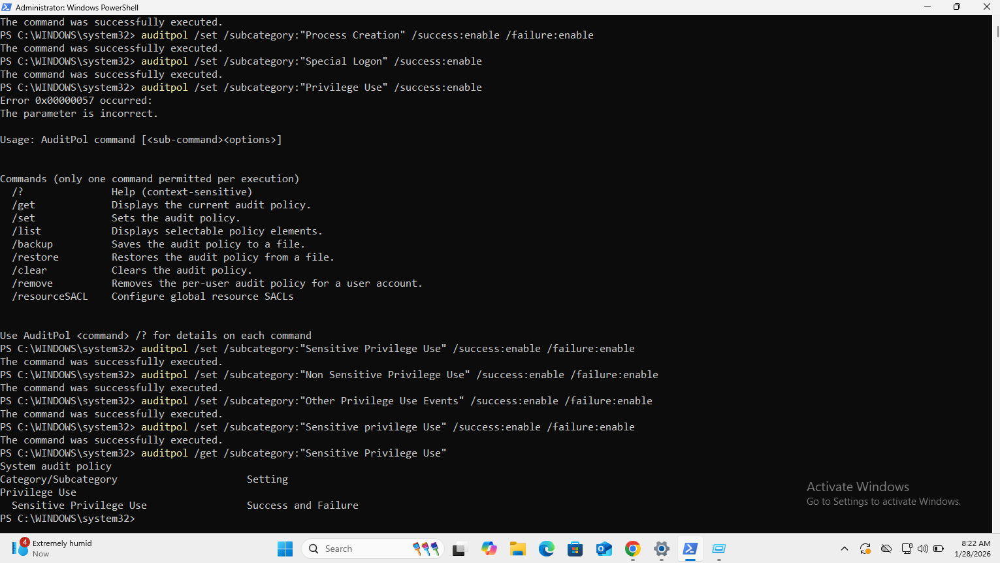 Administrator: Windows PowerShell
The command was successfully executed.
PS C:\WINDOWS\system32> auditpol /set /subcategory:"Process Creation" /success:enable /failure:enable
The command was successfully executed.
PS C:\WINDOWS\system32> auditpol /set /subcategory:"Special Logon" /success:enable
The command was successfully executed.
PS C:\WINDOWS\system32> auditpol /set /subcategory:"Privilege Use" /success:enable
Error 0x00000057 occurred:
The parameter is incorrect.
Usage: AuditPol command [<sub-command><options>]
Commands (only one command permitted per execution)
/? Help (context-sensitive)
/get Displays the current audit policy.
/set Sets the audit policy.
/list Displays selectable policy elements.
/backup Saves the audit policy to a file.
/restore Restores the audit policy from a file.
/clear Clears the audit policy.
/remove Removes the per-user audit policy for a user account.
/resourceSACL Configure global resource SACLs
Use AuditPol <command> /? for details on each command
PS C:\WINDOWS\system32> auditpol /set /subcategory:"Sensitive Privilege Use" /success:enable /failure:enable
The command was successfully executed.
PS C:\WINDOWS\system32> auditpol /set /subcategory:"Non Sensitive Privilege Use" /success:enable /failure:enable
The command was successfully executed.
PS C:\WINDOWS\system32> auditpol /set /subcategory:"Other Privilege Use Events" /success:enable /failure:enable
The command was successfully executed.
PS C:\WINDOWS\system32> auditpol /set /subcategory:"Sensitive privilege Use" /success:enable /failure:enable
The command was successfully executed.
PS C:\WINDOWS\system32> auditpol /get /subcategory:"Sensitive Privilege Use"
System audit policy
Category/Subcategory Setting
Privilege Use
Sensitive Privilege Use Success and Failure
PS C:\WINDOWS\system32>
Activate Windows
Go to Settings to activate Windows.
4
Extremely humid
Now
Search
8:22 AM
1/28/2026